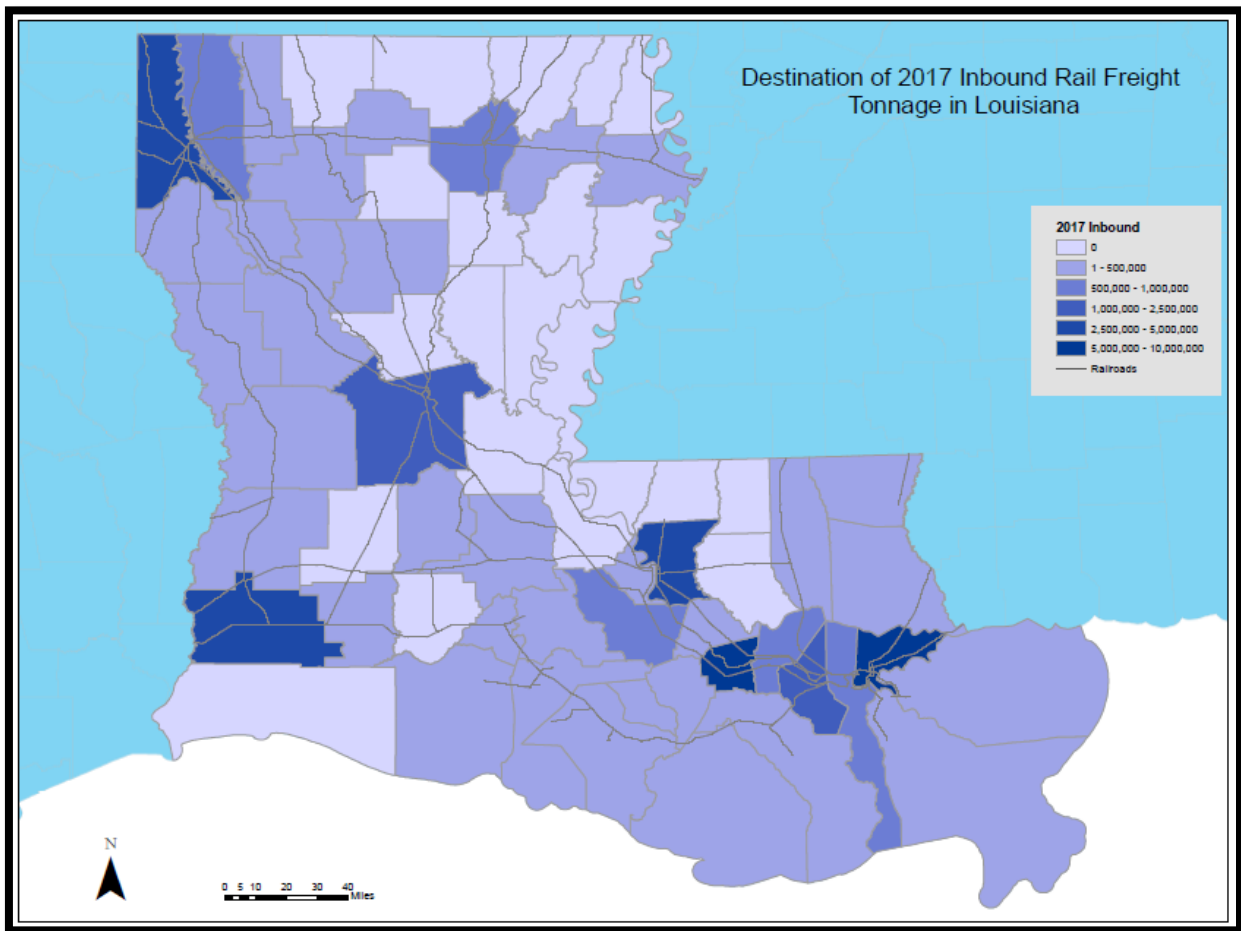 Destination of 2017 Inbound Rail Freight
Tonnage in Louisiana
2017 Inbound
0
1 - 500,000
500,000 - 1,000,000
1,000,000 - 2,500,000
2,500,000 - 5,000,000
5,000,000 - 10,000,000
Railroads
N
0 5 10 20 30 40
Miles